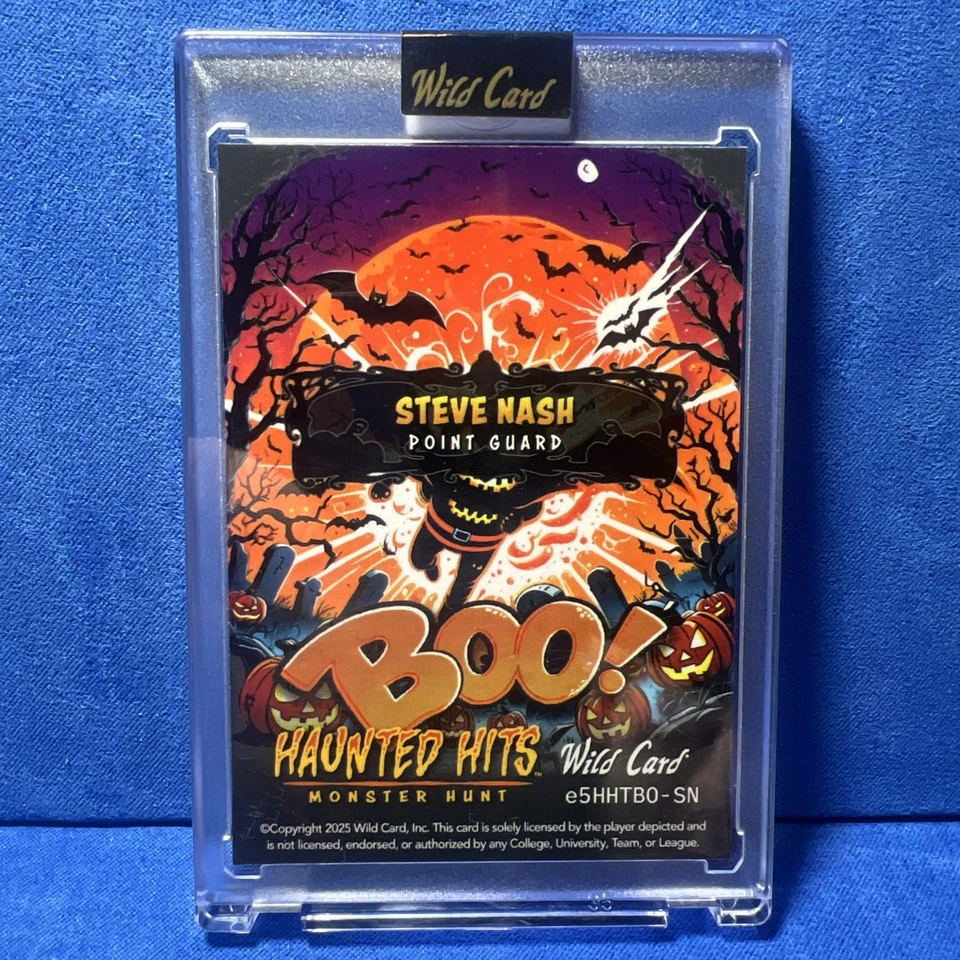 Wild Card
C
STEVE NASH
POINT GUARD
BOO!
HAUNTED HITS™
Wild Card
MONSTER HUNT
e5HHTBO-SN
©Copyright 2025 Wild Card, Inc. This card is solely licensed by the player depicted and
is not licensed, endorsed, or authorized by any College, University, Team, or League.